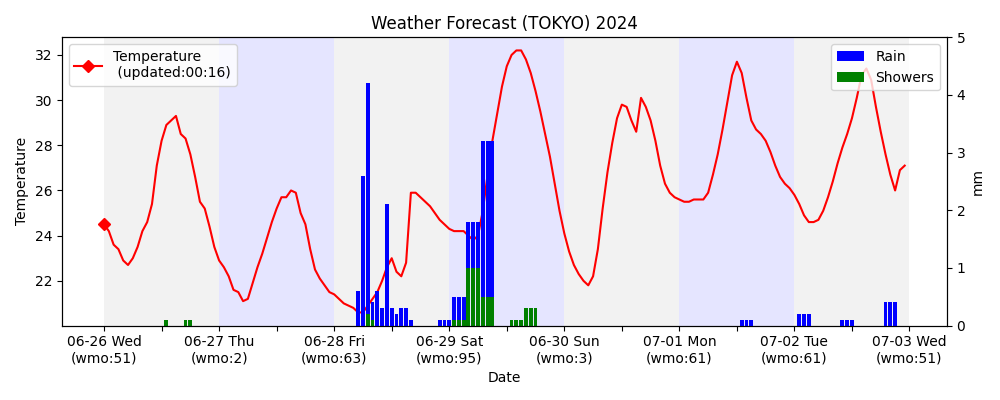 Weather Forecast (TOKYO) 2024
Temperature
(updated:00:16)
Rain
Showers
32
30
28
26
24
22
Temperature
5
4
3
2
1
0
mm
06-26 Wed
(wmo:51)
06-27 Thu
(wmo:2)
06-28 Fri
(wmo:63)
06-29 Sat
(wmo:95)
06-30 Sun
(wmo:3)
07-01 Mon
(wmo:61)
07-02 Tue
(wmo:61)
07-03 Wed
(wmo:51)
Date